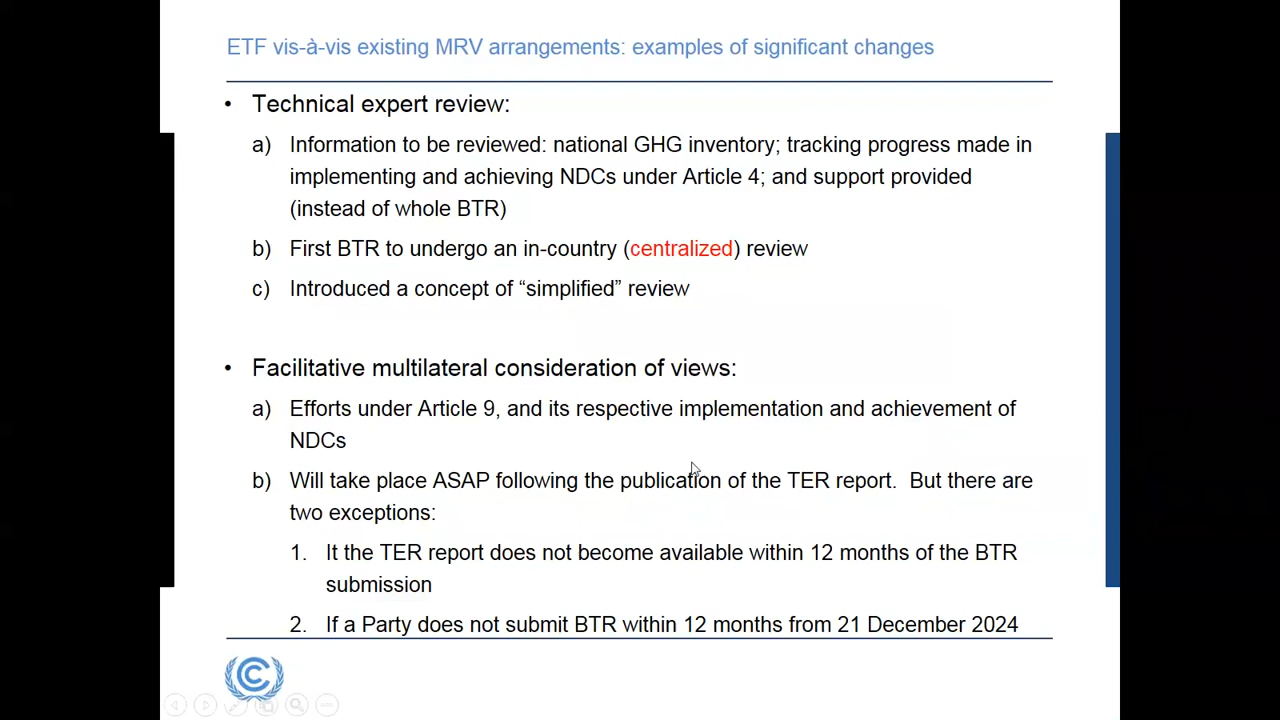 ETF vis-à-vis existing MRV arrangements: examples of significant changes
• Technical expert review:
a) Information to be reviewed: national GHG inventory; tracking progress made in
implementing and achieving NDCs under Article 4; and support provided
(instead of whole BTR)
b) First BTR to undergo an in-country (centralized) review
c) Introduced a concept of “simplified” review
• Facilitative multilateral consideration of views:
a) Efforts under Article 9, and its respective implementation and achievement of
NDCs
b) Will take place ASAP following the publication of the TER report. But there are
two exceptions:
1. It the TER report does not become available within 12 months of the BTR
submission
2. If a Party does not submit BTR within 12 months from 21 December 2024